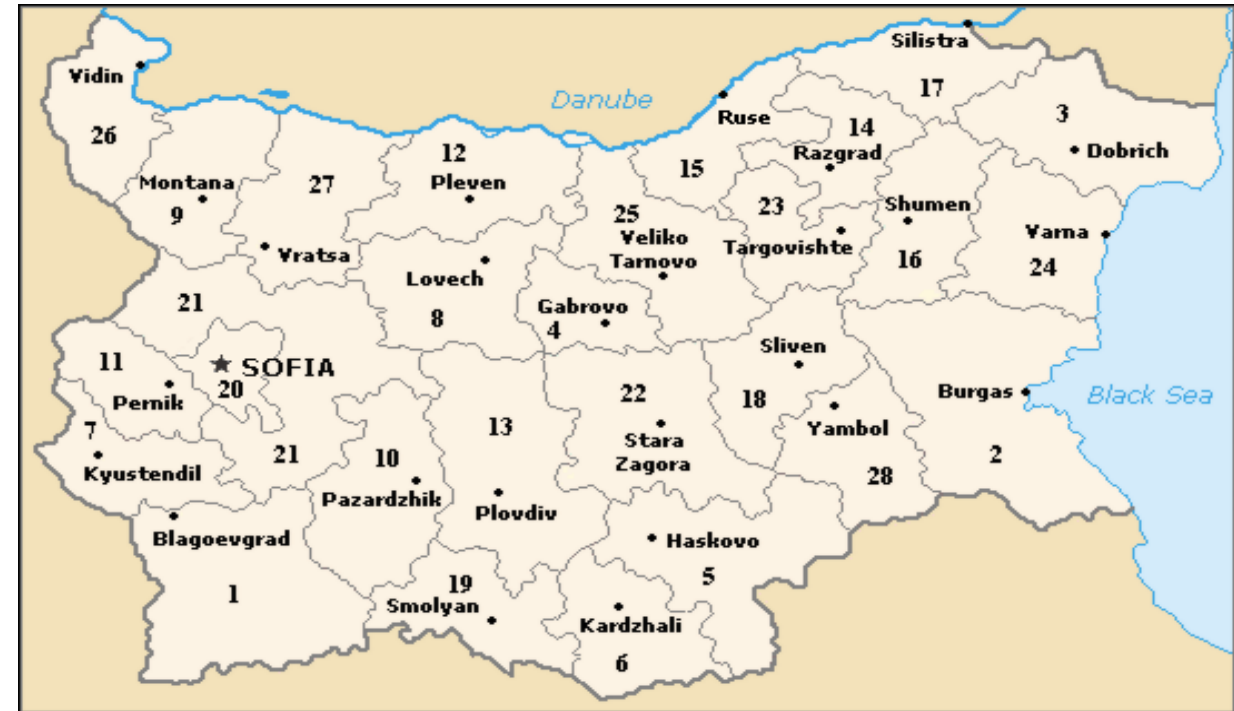 Silistra
Vidin
17
Danube
3
Ruse
26
14
12
Razgrad
Dobrich
15
Montana
27
Pleven
23
Shumen
9
25
Veliko
Tarnovo
Targovishte
Varna
Vratsa
16
24
Lovech
21
Gabrovo
8
4
Sliven
11
SOFIA
20
22
18
Burgas
Black Sea
Pernik
7
13
Stara
Zagora
Yambol
21
10
2
Kyustendil
28
Pazardzhik
Plovdiv
Blagoevgrad
Haskovo
19
5
1
Smolyan
Kardzhali
6